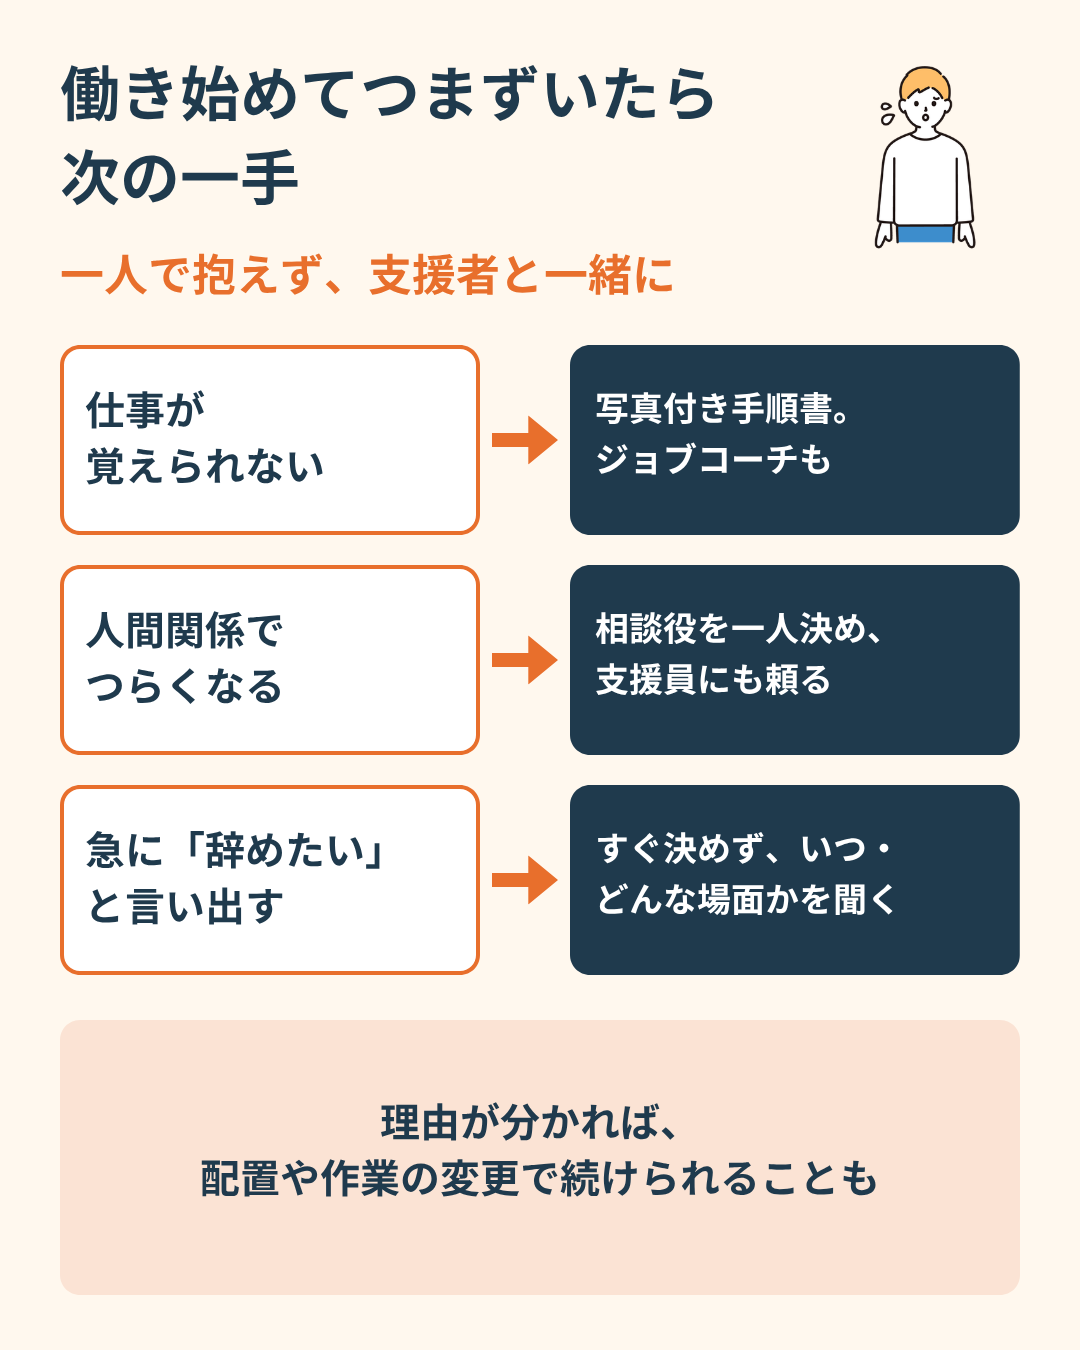 働き始めてつまずいたら
次の一手
一人で抱えず、支援者と一緒に
仕事が
覚えられない
写真付き手順書。
ジョブコーチも
人間関係で
つらくなる
相談役を一人決め、
支援員にも頼る
急に「辞めたい」
と言い出す
すぐ決めず、いつ・
どんな場面かを聞く
理由が分かれば、
配置や作業の変更で続けられることも